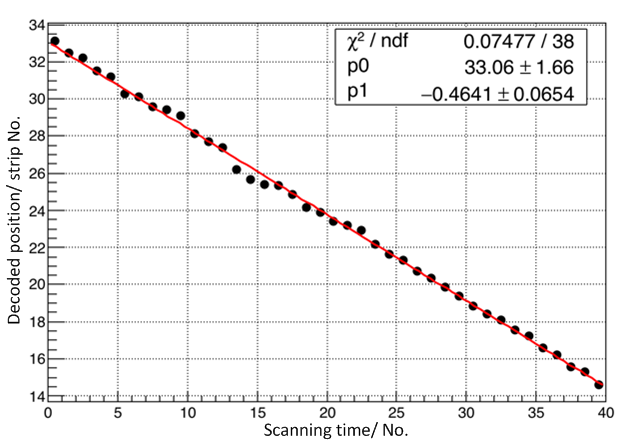 34
32
30
28
26
24
22
20
18
16
14
Decoded position/ strip No.
χ² / ndf 0.07477 / 38
p0 33.06 ± 1.66
p1 −0.4641 ± 0.0654
0 5 10 15 20 25 30 35 40
Scanning time/ No.